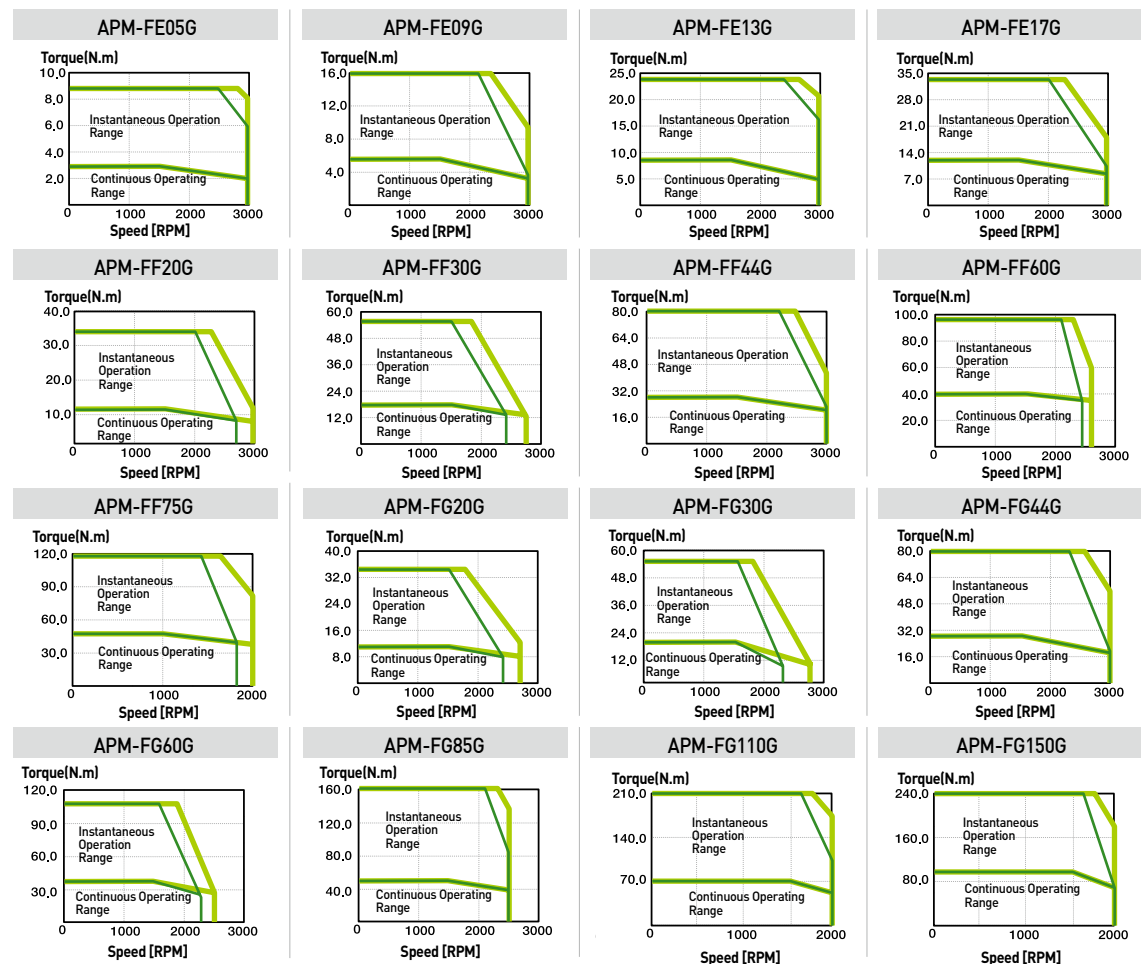 APM-FE05G
Torque(N.m)
10,0
8,0
6,0
4,0
2,0
Instantaneous Operation
Range
Continuous Operating
Range
0 1000 2000 3000
Speed [RPM]
APM-FE09G
Torque(N.m)
16,0
12,0
8,0
4,0
Instantaneous Operation
Range
Continuous Operating
Range
0 1000 2000 3000
Speed [RPM]
APM-FE13G
Torque(N.m)
25,0
20,0
15,0
10,0
5,0
Instantaneous Operation
Range
Continuous Operating
Range
0 1000 2000 3000
Speed [RPM]
APM-FE17G
Torque(N.m)
35,0
28,0
21,0
14,0
7,0
Instantaneous Operation
Range
Continuous Operating
Range
0 1000 2000 3000
Speed [RPM]
APM-FF20G
Torque(N.m)
40,0
30,0
20,0
10,0
Instantaneous
Operation
Range
Continuous Operating
Range
0 1000 2000 3000
Speed [RPM]
APM-FF30G
Torque(N.m)
60,0
48,0
36,0
24,0
12,0
Instantaneous
Operation
Range
Continuous Operating
Range
0 1000 2000 3000
Speed [RPM]
APM-FF44G
Torque(N.m)
80,0
64,0
48,0
32,0
16,0
Instantaneous Operation
Range
Continuous Operating
Range
0 1000 2000 3000
Speed [RPM]
APM-FF60G
Torque(N.m)
100,0
80,0
60,0
40,0
20,0
Instantaneous
Operation
Range
Continuous Operating
Range
0 1000 2000 3000
Speed [RPM]
APM-FF75G
Torque(N.m)
120,0
90,0
60,0
30,0
Instantaneous
Operation
Range
Continuous Operating
Range
0 1000 2000
Speed [RPM]
APM-FG20G
Torque(N.m)
40,0
32,0
24,0
16,0
8,0
Instantaneous
Operation
Range
Continuous Operating
Range
0 1000 2000 3000
Speed [RPM]
APM-FG30G
Torque(N.m)
60,0
48,0
36,0
24,0
12,0
Instantaneous
Operation
Range
Continuous Operating
Range
0 1000 2000 3000
Speed [RPM]
APM-FG44G
Torque(N.m)
80,0
64,0
48,0
32,0
16,0
Instantaneous
Operation
Range
Continuous Operating
Range
0 1000 2000 3000
Speed [RPM]
APM-FG60G
Torque(N.m)
120,0
90,0
60,0
30,0
Instantaneous
Operation
Range
Continuous Operating
Range
0 1000 2000 3000
Speed [RPM]
APM-FG85G
Torque(N.m)
160,0
120,0
80,0
40,0
Instantaneous
Operation
Range
Continuous Operating
Range
0 1000 2000 3000
Speed [RPM]
APM-FG110G
Torque(N.m)
210,0
140,0
70,0
Instantaneous
Operation
Range
Continuous Operating
Range
0 1000 2000
Speed [RPM]
APM-FG150G
Torque(N.m)
240,0
160,0
80,0
Instantaneous
Operation
Range
Continuous Operating
Range
0 1000 2000
Speed [RPM]